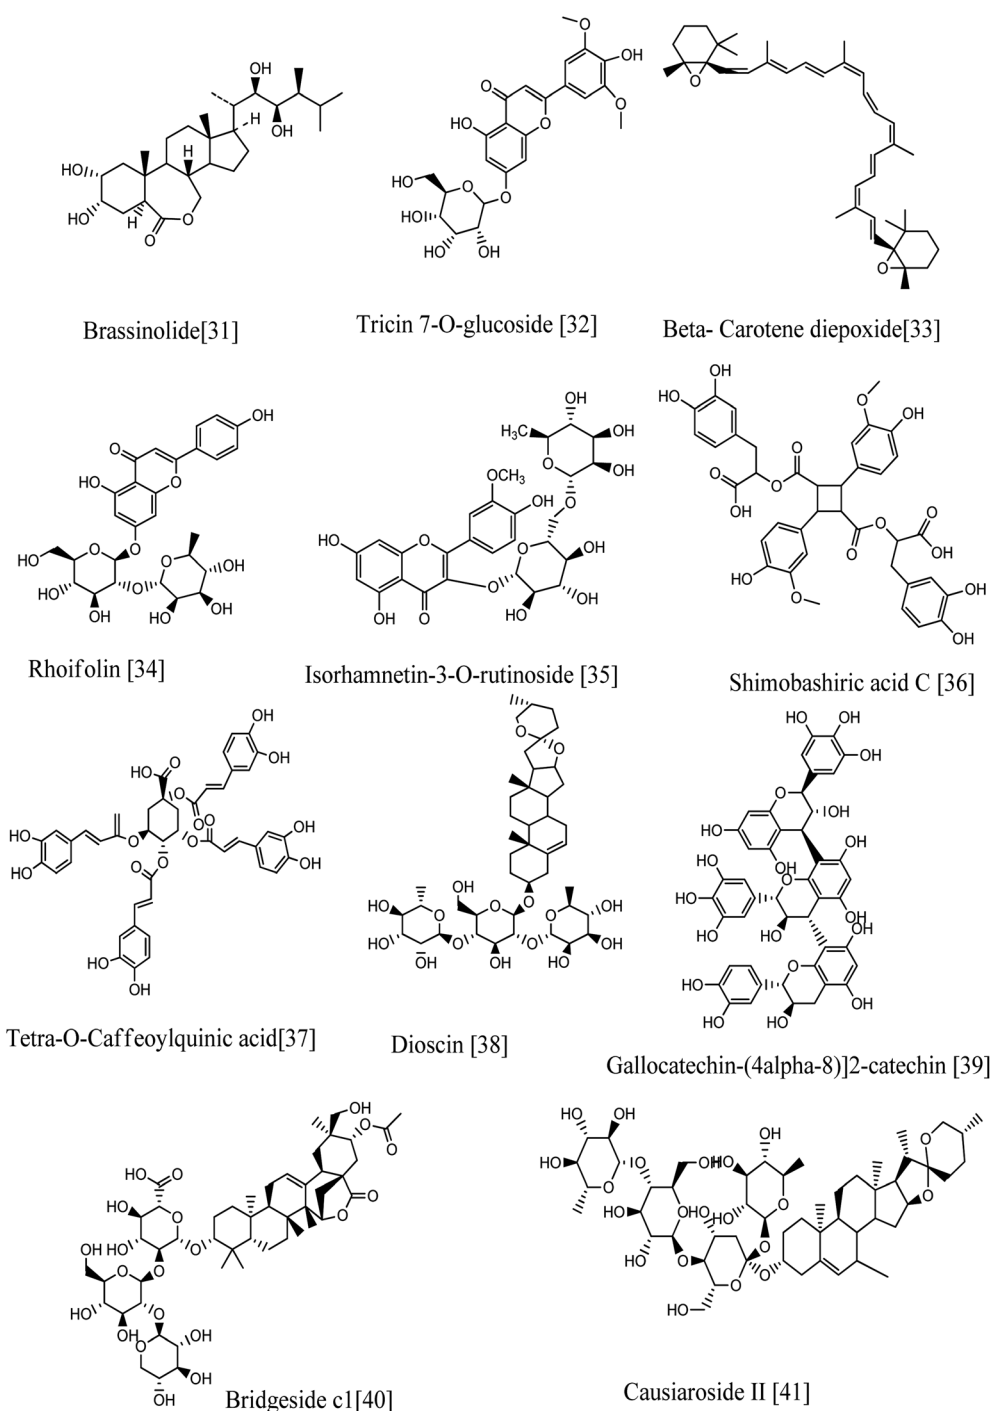 Brassinolide[31]
Tricin 7-O-glucoside [32]
Beta- Carotene diepoxide[33]
Rhoifolin [34]
Isorhamnetin-3-O-rutinoside [35]
Shimobashiric acid C [36]
Tetra-O-Caffeoylquinic acid[37]
Dioscin [38]
Gallocatechin-(4alpha-8)]2-catechin [39]
Bridgeside c1[40]
Causiaroside II [41]